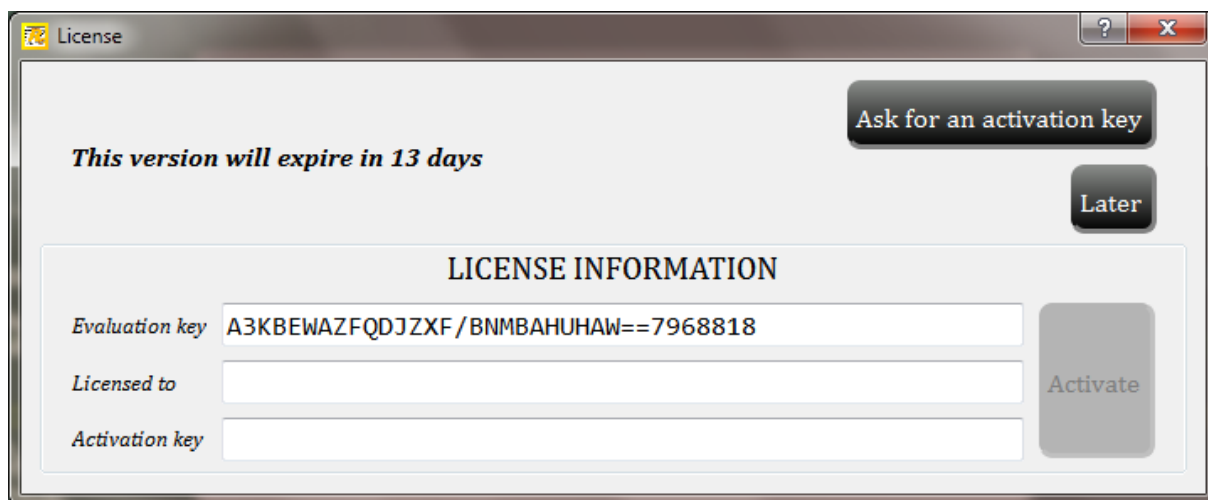 License
Ask for an activation key
This version will expire in 13 days
Later
LICENSE INFORMATION
Evaluation key A3KBEWAZFQDJZXF/BNMBAHUHAW==7968818
Licensed to
Activate
Activation key